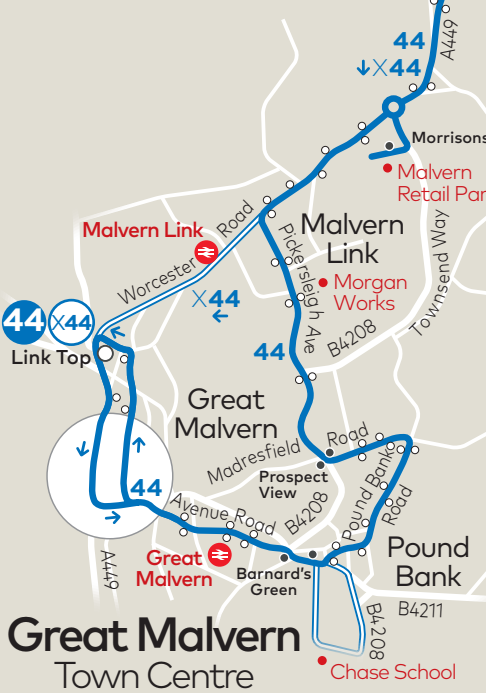 44
A449
↓X44
Morrisons
Malvern
Retail Par
Malvern Link
Worcester Road
Pickersleigh Ave
Malvern
Link
Townsend Way
Morgan
Works
X44
←
44 X44
Link Top
44
B4208
Great
Malvern
Madresfield Road
Prospect
View
Pound Bank Road
44
Avenue Road
B4208
A449
Great
Malvern
Barnard's
Green
Pound
Bank
B4208
B4211
Great Malvern
Town Centre
Chase School